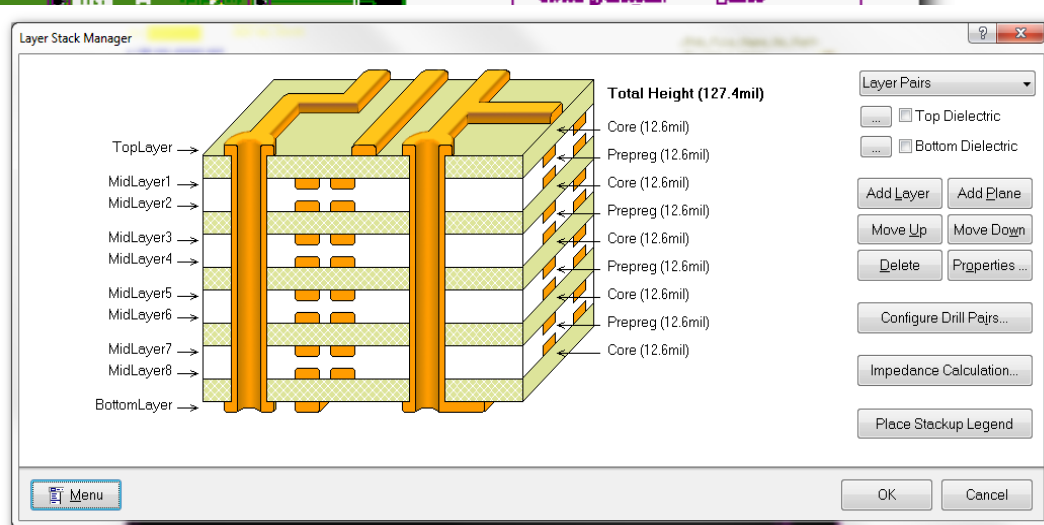 Layer Stack Manager
Total Height (127.4mil)
TopLayer
MidLayer1
MidLayer2
MidLayer3
MidLayer4
MidLayer5
MidLayer6
MidLayer7
MidLayer8
BottomLayer
Core (12.6mil)
Prepreg (12.6mil)
Core (12.6mil)
Prepreg (12.6mil)
Core (12.6mil)
Prepreg (12.6mil)
Core (12.6mil)
Prepreg (12.6mil)
Core (12.6mil)
Layer Pairs
... Top Dielectric
... Bottom Dielectric
Add Layer Add Plane
Move Up Move Down
Delete Properties ...
Configure Drill Pairs...
Impedance Calculation...
Place Stackup Legend
Menu
OK Cancel